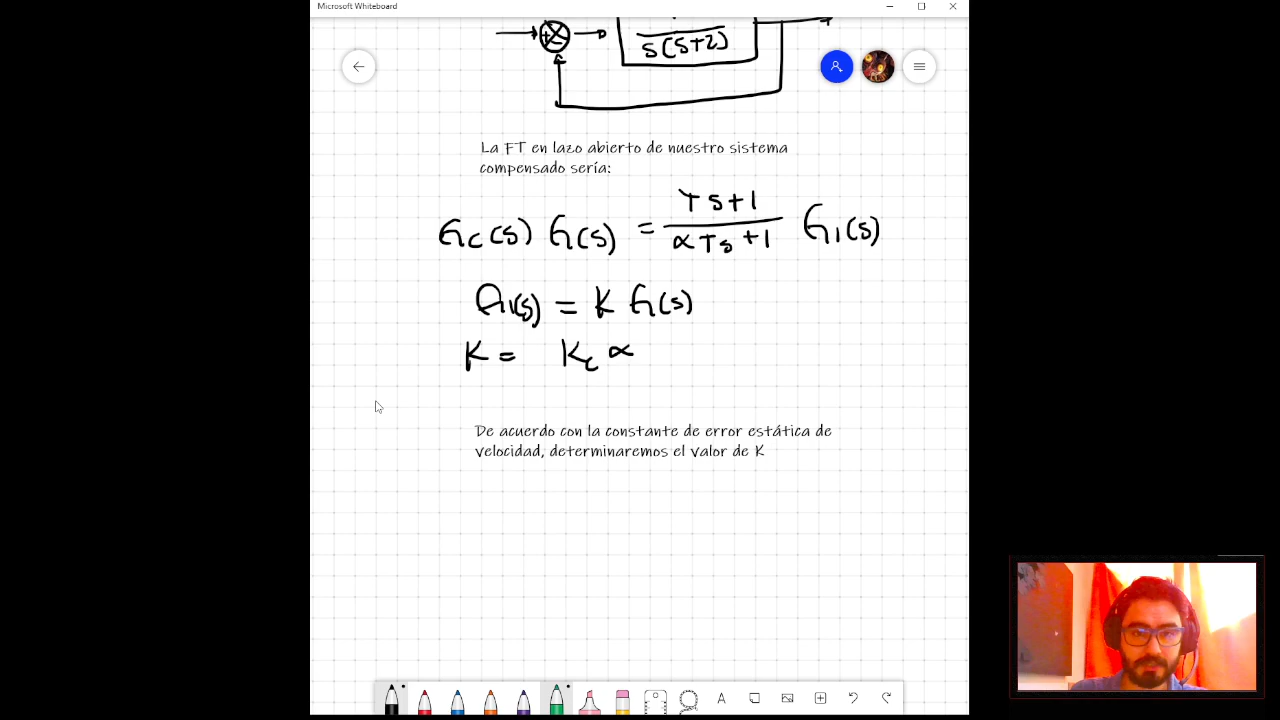 Microsoft Whiteboard
s(s+2)
La FT en lazo abierto de nuestro sistema
compensado sería:
Gc(s) G(s) = Ts+1 / αTs+1 G1(s)
G1(s) = K G(s)
K = Kc α
De acuerdo con la constante de error estática de
velocidad, determinaremos el valor de K
A